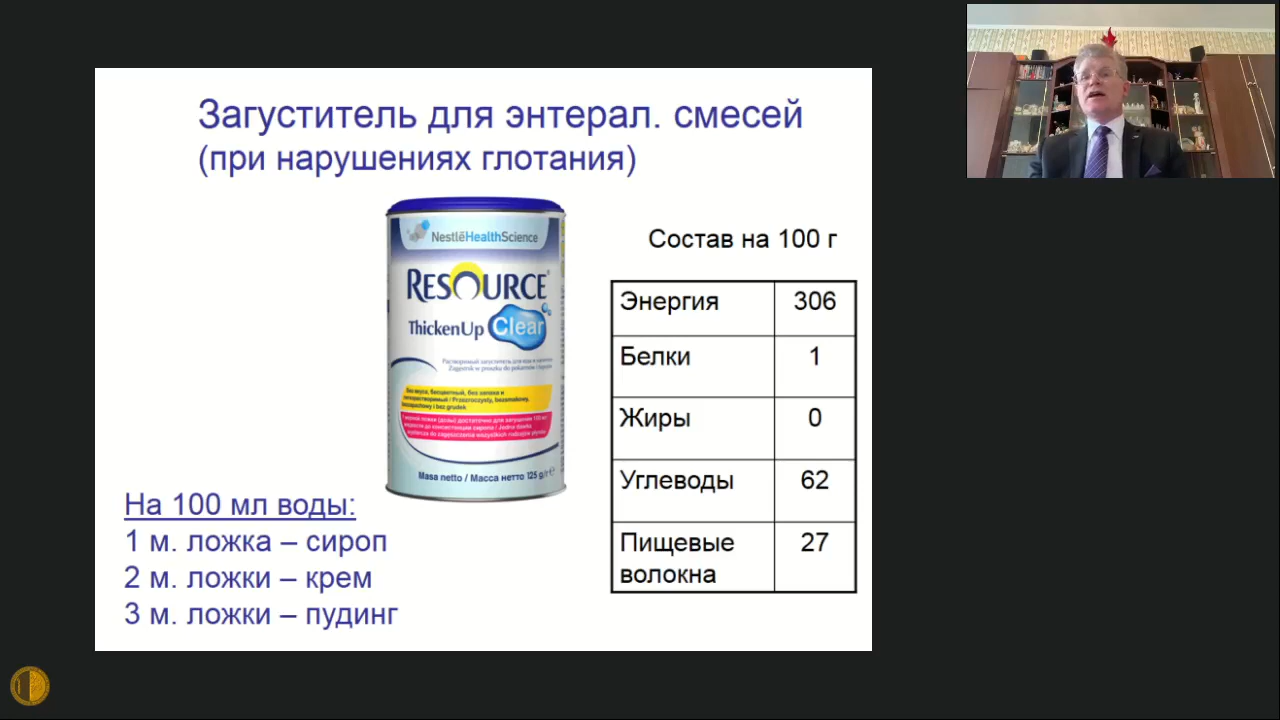 Загуститель для энтерал. смесей
(при нарушениях глотания)
NestléHealthScience
RESOURCE
ThickenUp Clear
Masa netto / Масса нетто 125 g/г e
Состав на 100 г
Энергия 306
Белки 1
Жиры 0
Углеводы 62
Пищевые 27
волокна
На 100 мл воды:
1 м. ложка – сироп
2 м. ложки – крем
3 м. ложки – пудинг